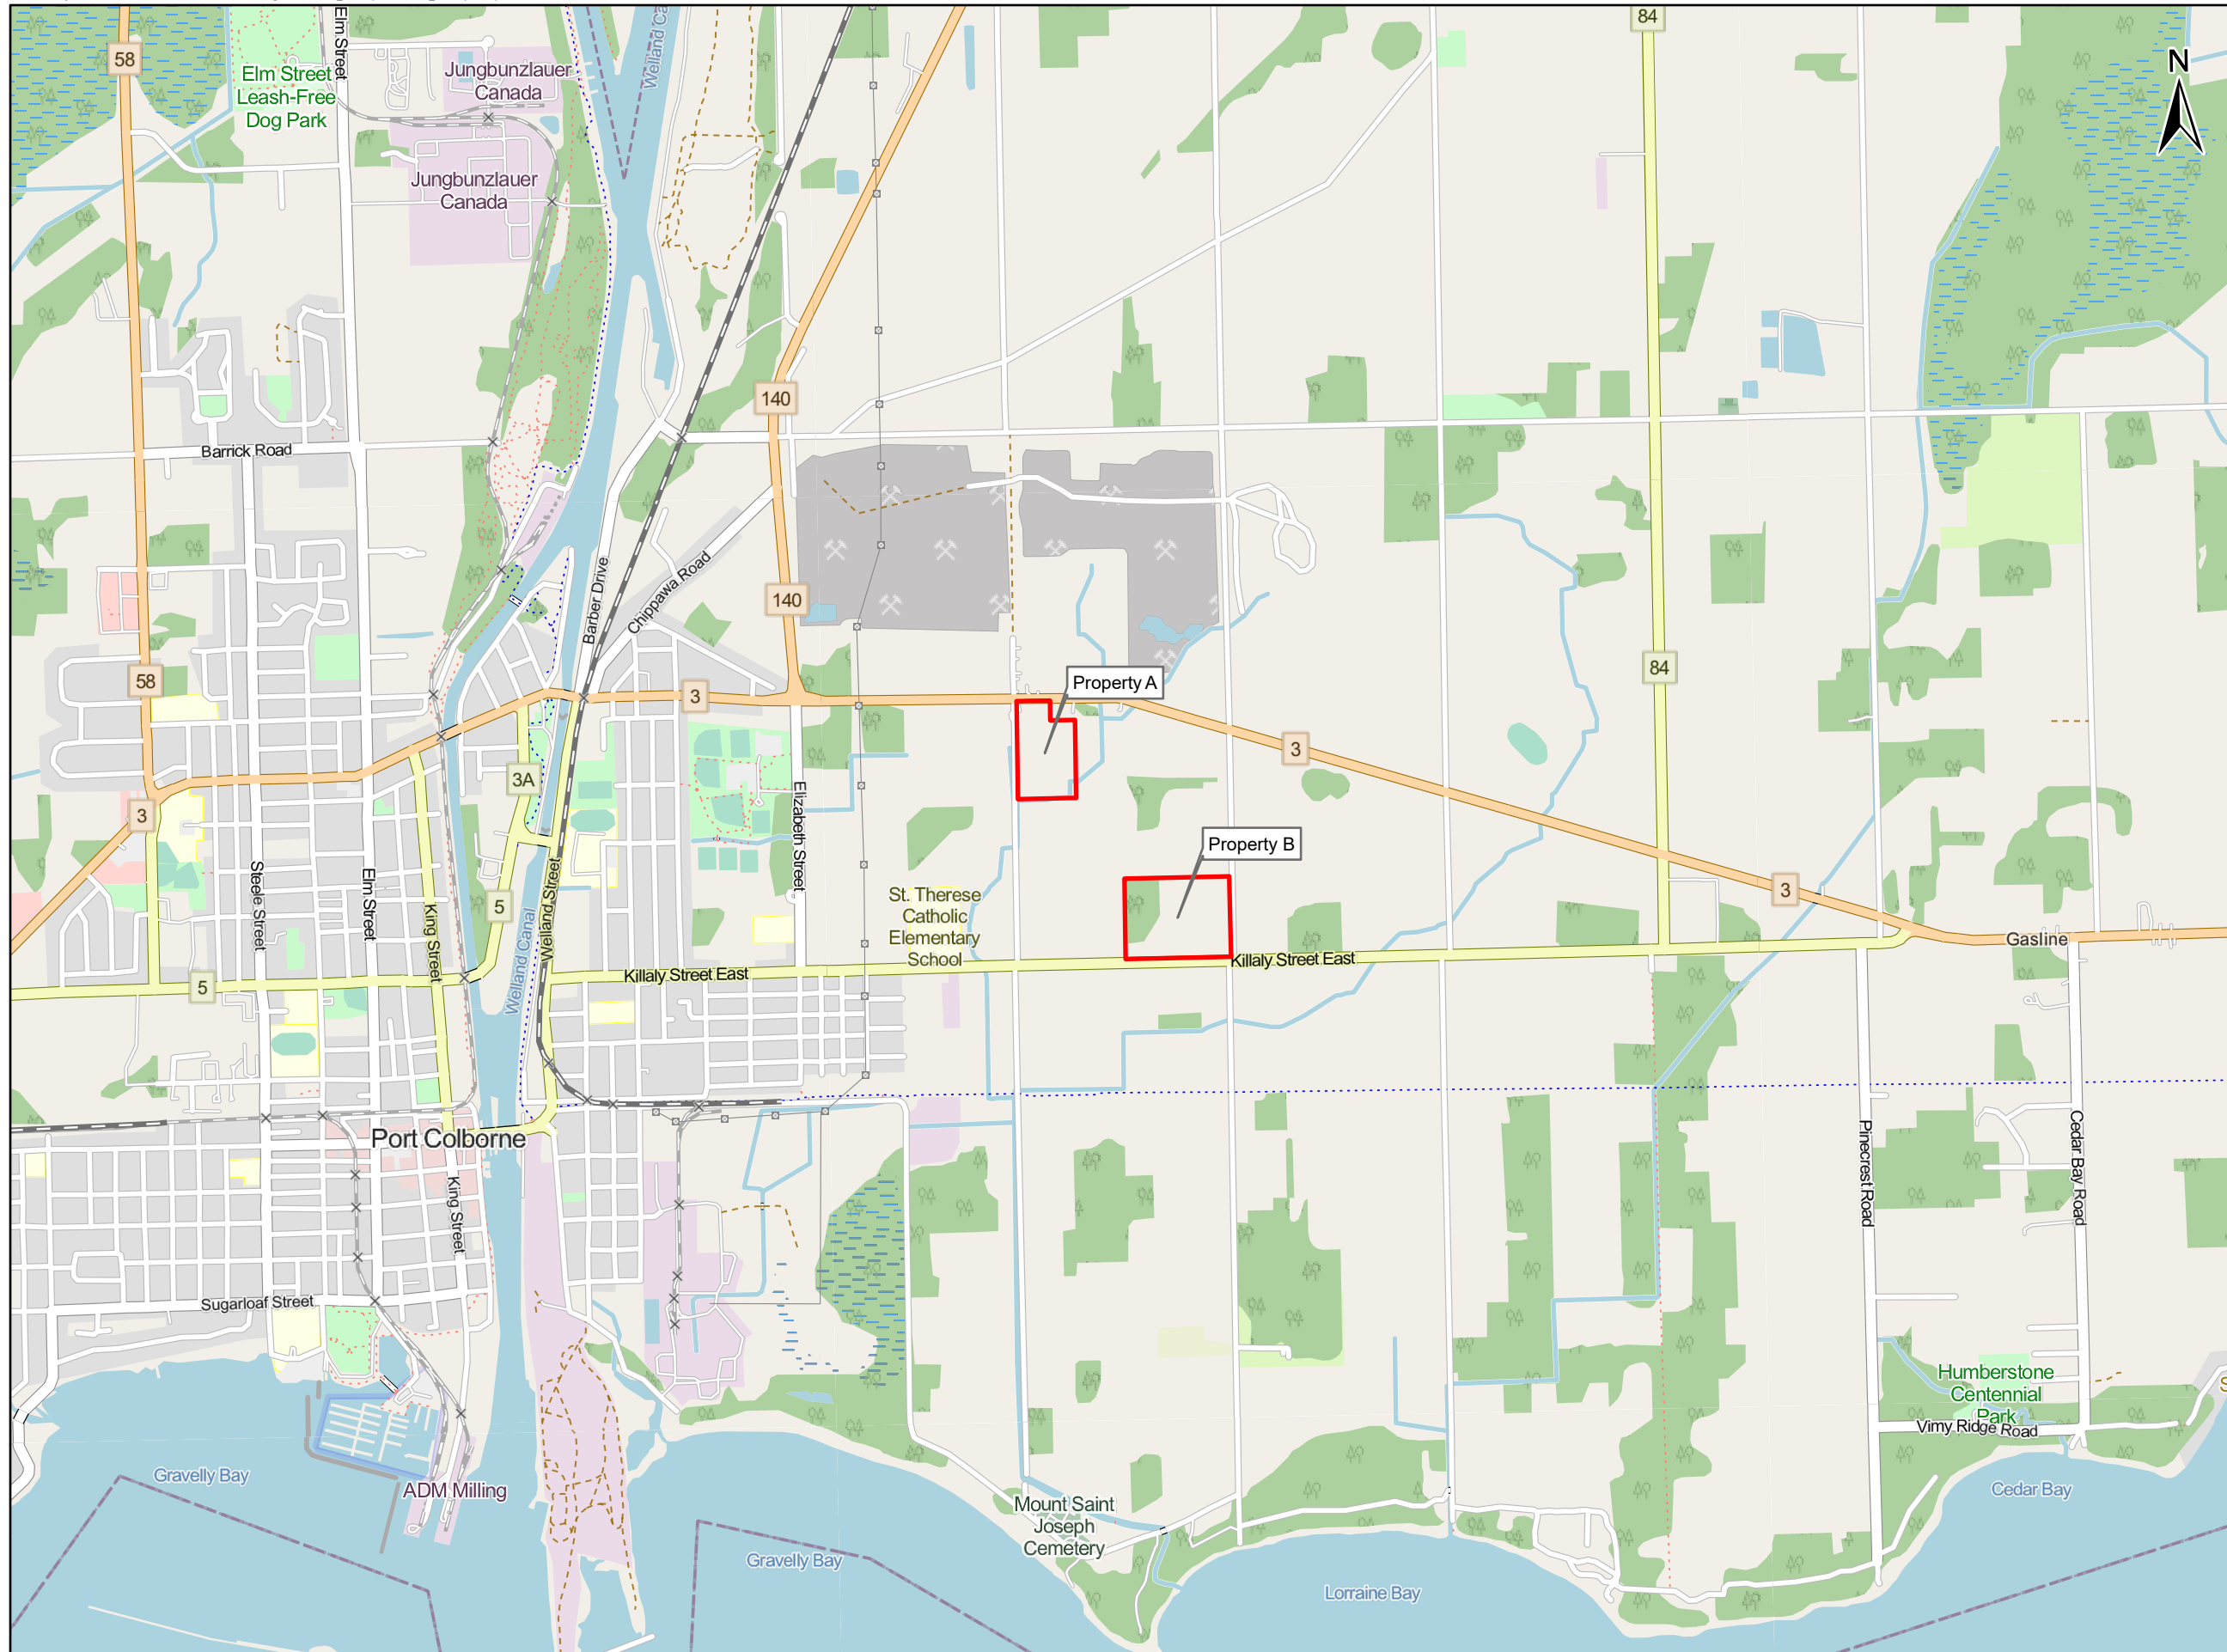 84
N
58
Elm Street
Elm Street
Leash-Free
Dog Park
Jungbunzlauer
Canada
Welland Ca
Jungbunzlauer
Canada
140
Barrick Road
140
Barber Drive
Chippawa Road
58
3
Property A
84
3
3A
3
Elizabeth Street
Property B
Steele Street
Elm Street
King Street
5
Welland Canal
Welland Street
St. Therese
Catholic
Elementary
School
3
Gasline
5
Killaly Street East
Killaly Street East
Port Colborne
King Street
Pinecrest Road
Cedar Bay Road
Sugarloaf Street
Humberstone
Centennial
Park
S
Vimy Ridge Road
Gravelly Bay
ADM Milling
Mount Saint
Joseph
Cemetery
Cedar Bay
Gravelly Bay
Lorraine Bay